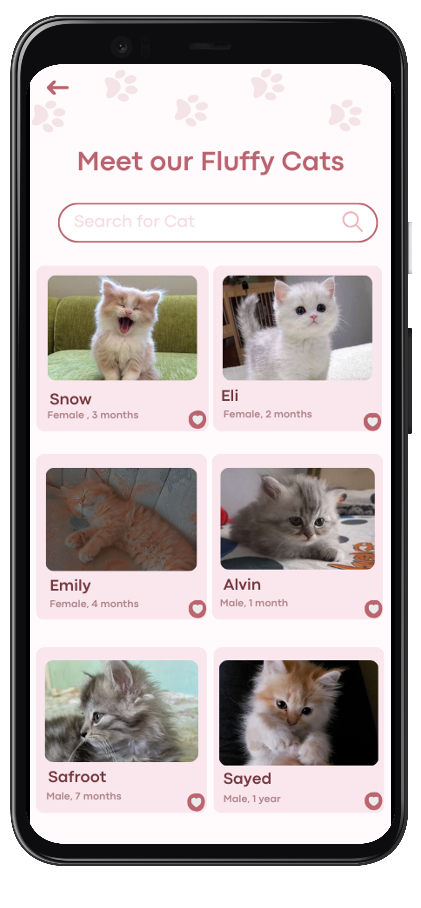 Meet our Fluffy Cats
Search for Cat
Snow
Female , 3 months
Eli
Female, 2 months
Emily
Female, 4 months
Alvin
Male, 1 month
Safroot
Male, 7 months
Sayed
Male, 1 year